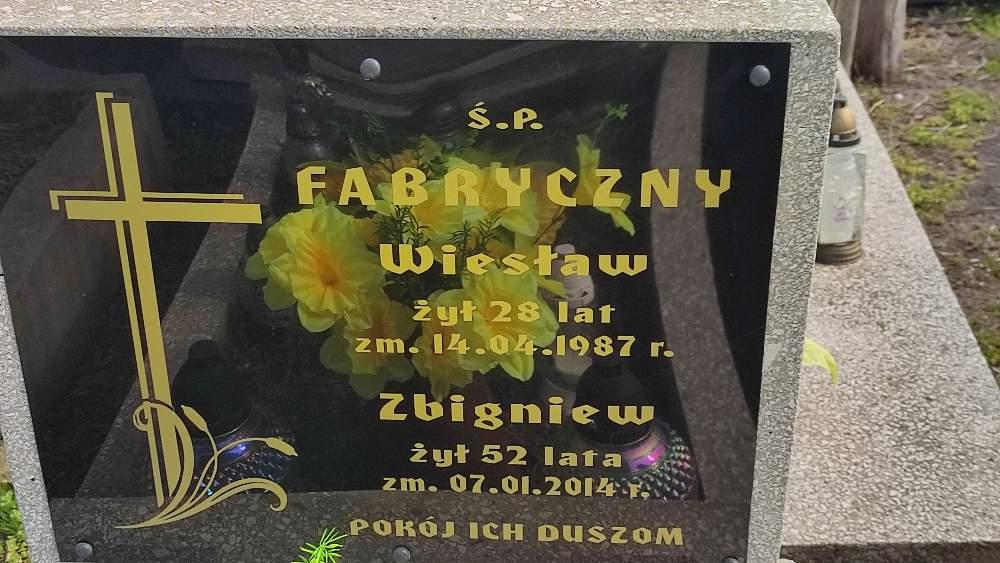 Ś.P.
FABRYCZNY
Wiesław
żył 28 lat
zm. 14.04.1987 r.
Zbigniew
żył 52 lata
zm. 07.01.2014 r.
POKÓJ ICH DUSZOM